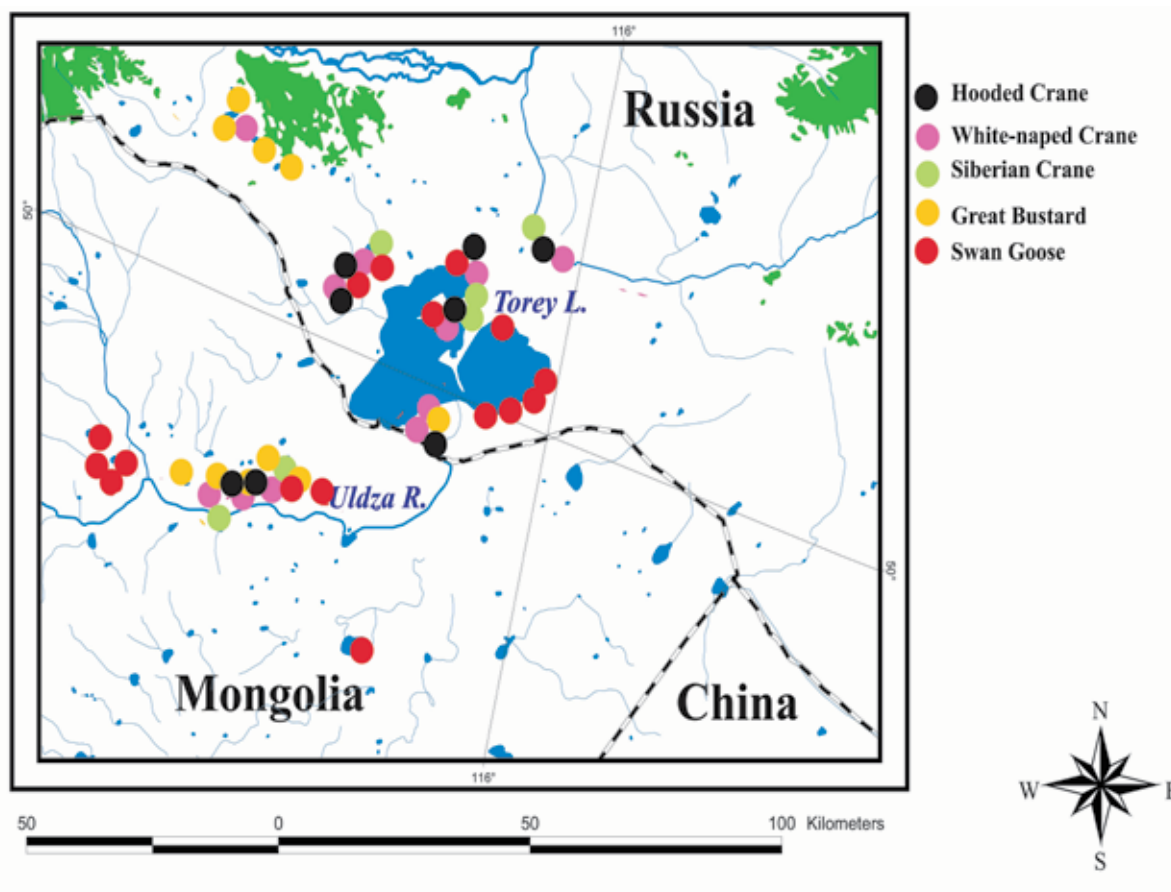 116°
Russia
Hooded Crane
White-naped Crane
Siberian Crane
Great Bustard
Swan Goose
50°
Torey L.
Uldza R.
50°
Mongolia
China
116°
N
W
E
S
50 0 50 100 Kilometers